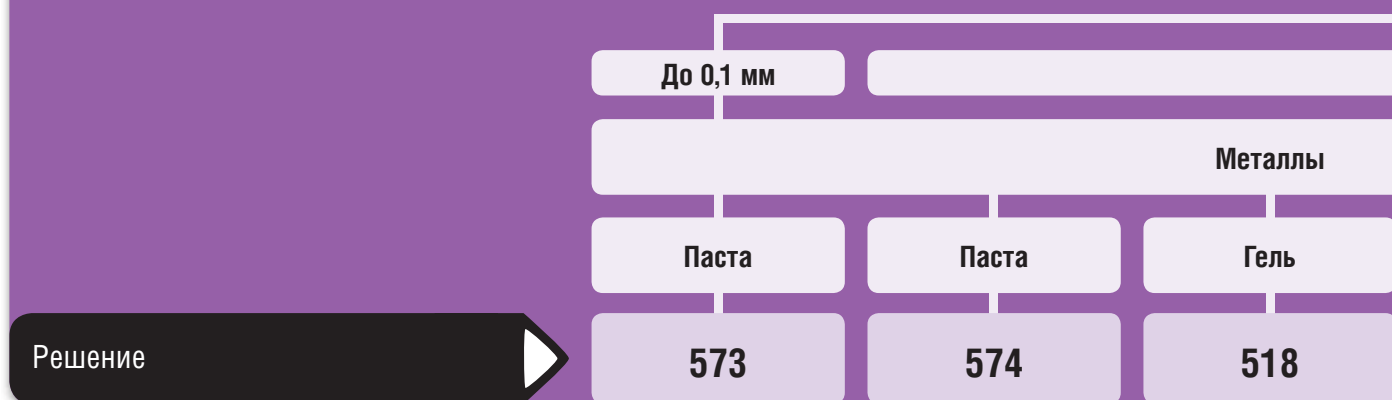 До 0,1 мм
Металлы
Паста Паста Гель
Решение 573 574 518